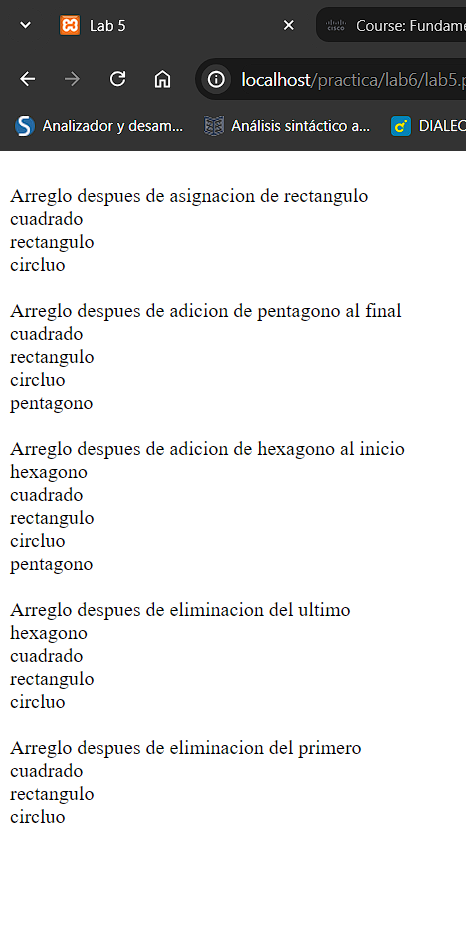 Lab 5
Course: Fundame
localhost/practica/lab6/lab5.p
Analizador y desam...
Análisis sintáctico a...
DIALEC
Arreglo despues de asignacion de rectangulo
cuadrado
rectangulo
circluo
Arreglo despues de adicion de pentagono al final
cuadrado
rectangulo
circluo
pentagono
Arreglo despues de adicion de hexagono al inicio
hexagono
cuadrado
rectangulo
circluo
pentagono
Arreglo despues de eliminacion del ultimo
hexagono
cuadrado
rectangulo
circluo
Arreglo despues de eliminacion del primero
cuadrado
rectangulo
circluo